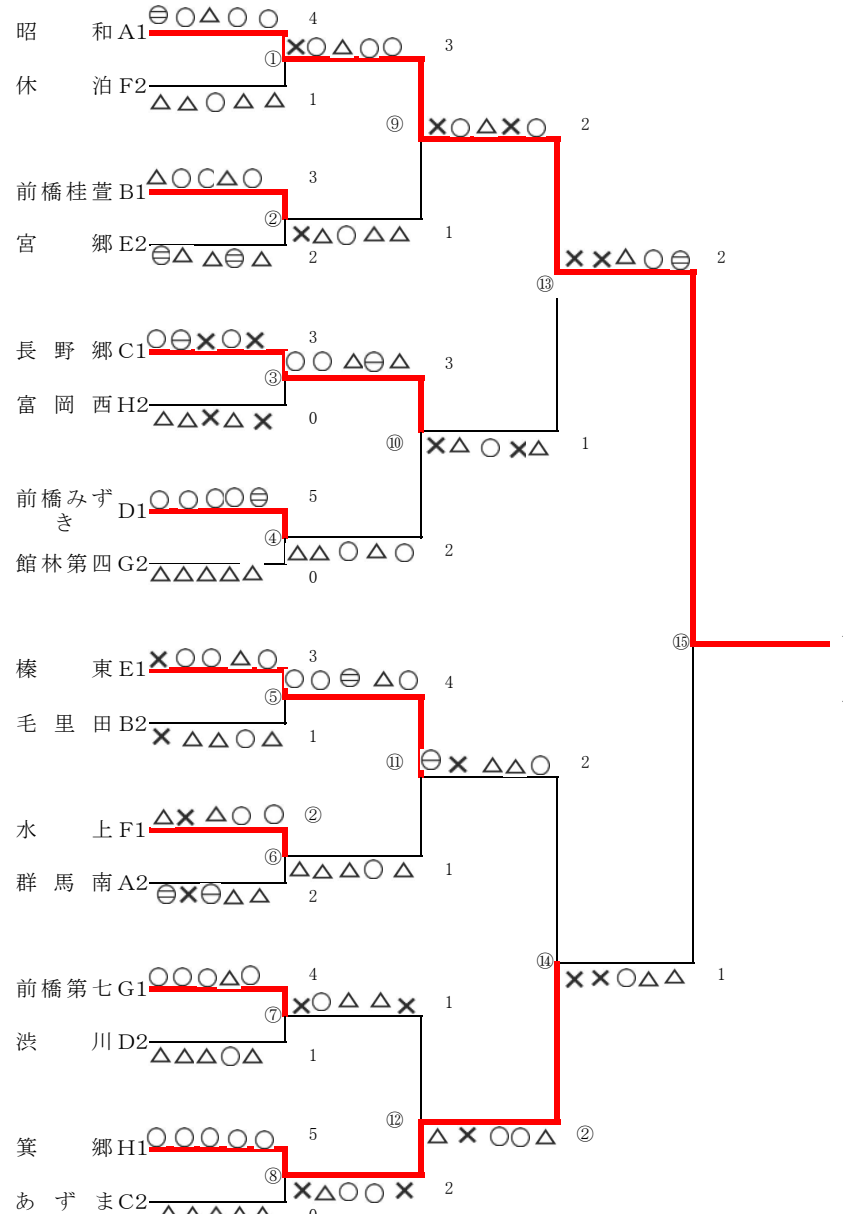 昭和 A1 4
① 3
休泊 F2 1
⑨ 2
前橋桂萱 B1 3
② 1
宮郷 E2 2
⑬ 2
長野郷 C1 3
③ 3
富岡西 H2 0
⑩ 1
前橋みずき D1 5
④ 2
館林第四 G2 0
⑮
榛東 E1 3
⑤ 4
毛里田 B2 1
⑪ 2
水上 F1 ②
⑥ 1
群馬南 A2 2
⑭ 1
前橋第七 G1 4
⑦ 1
渋川 D2 1
⑫ ②
箕郷 H1 5
⑧ 2
あずま C2